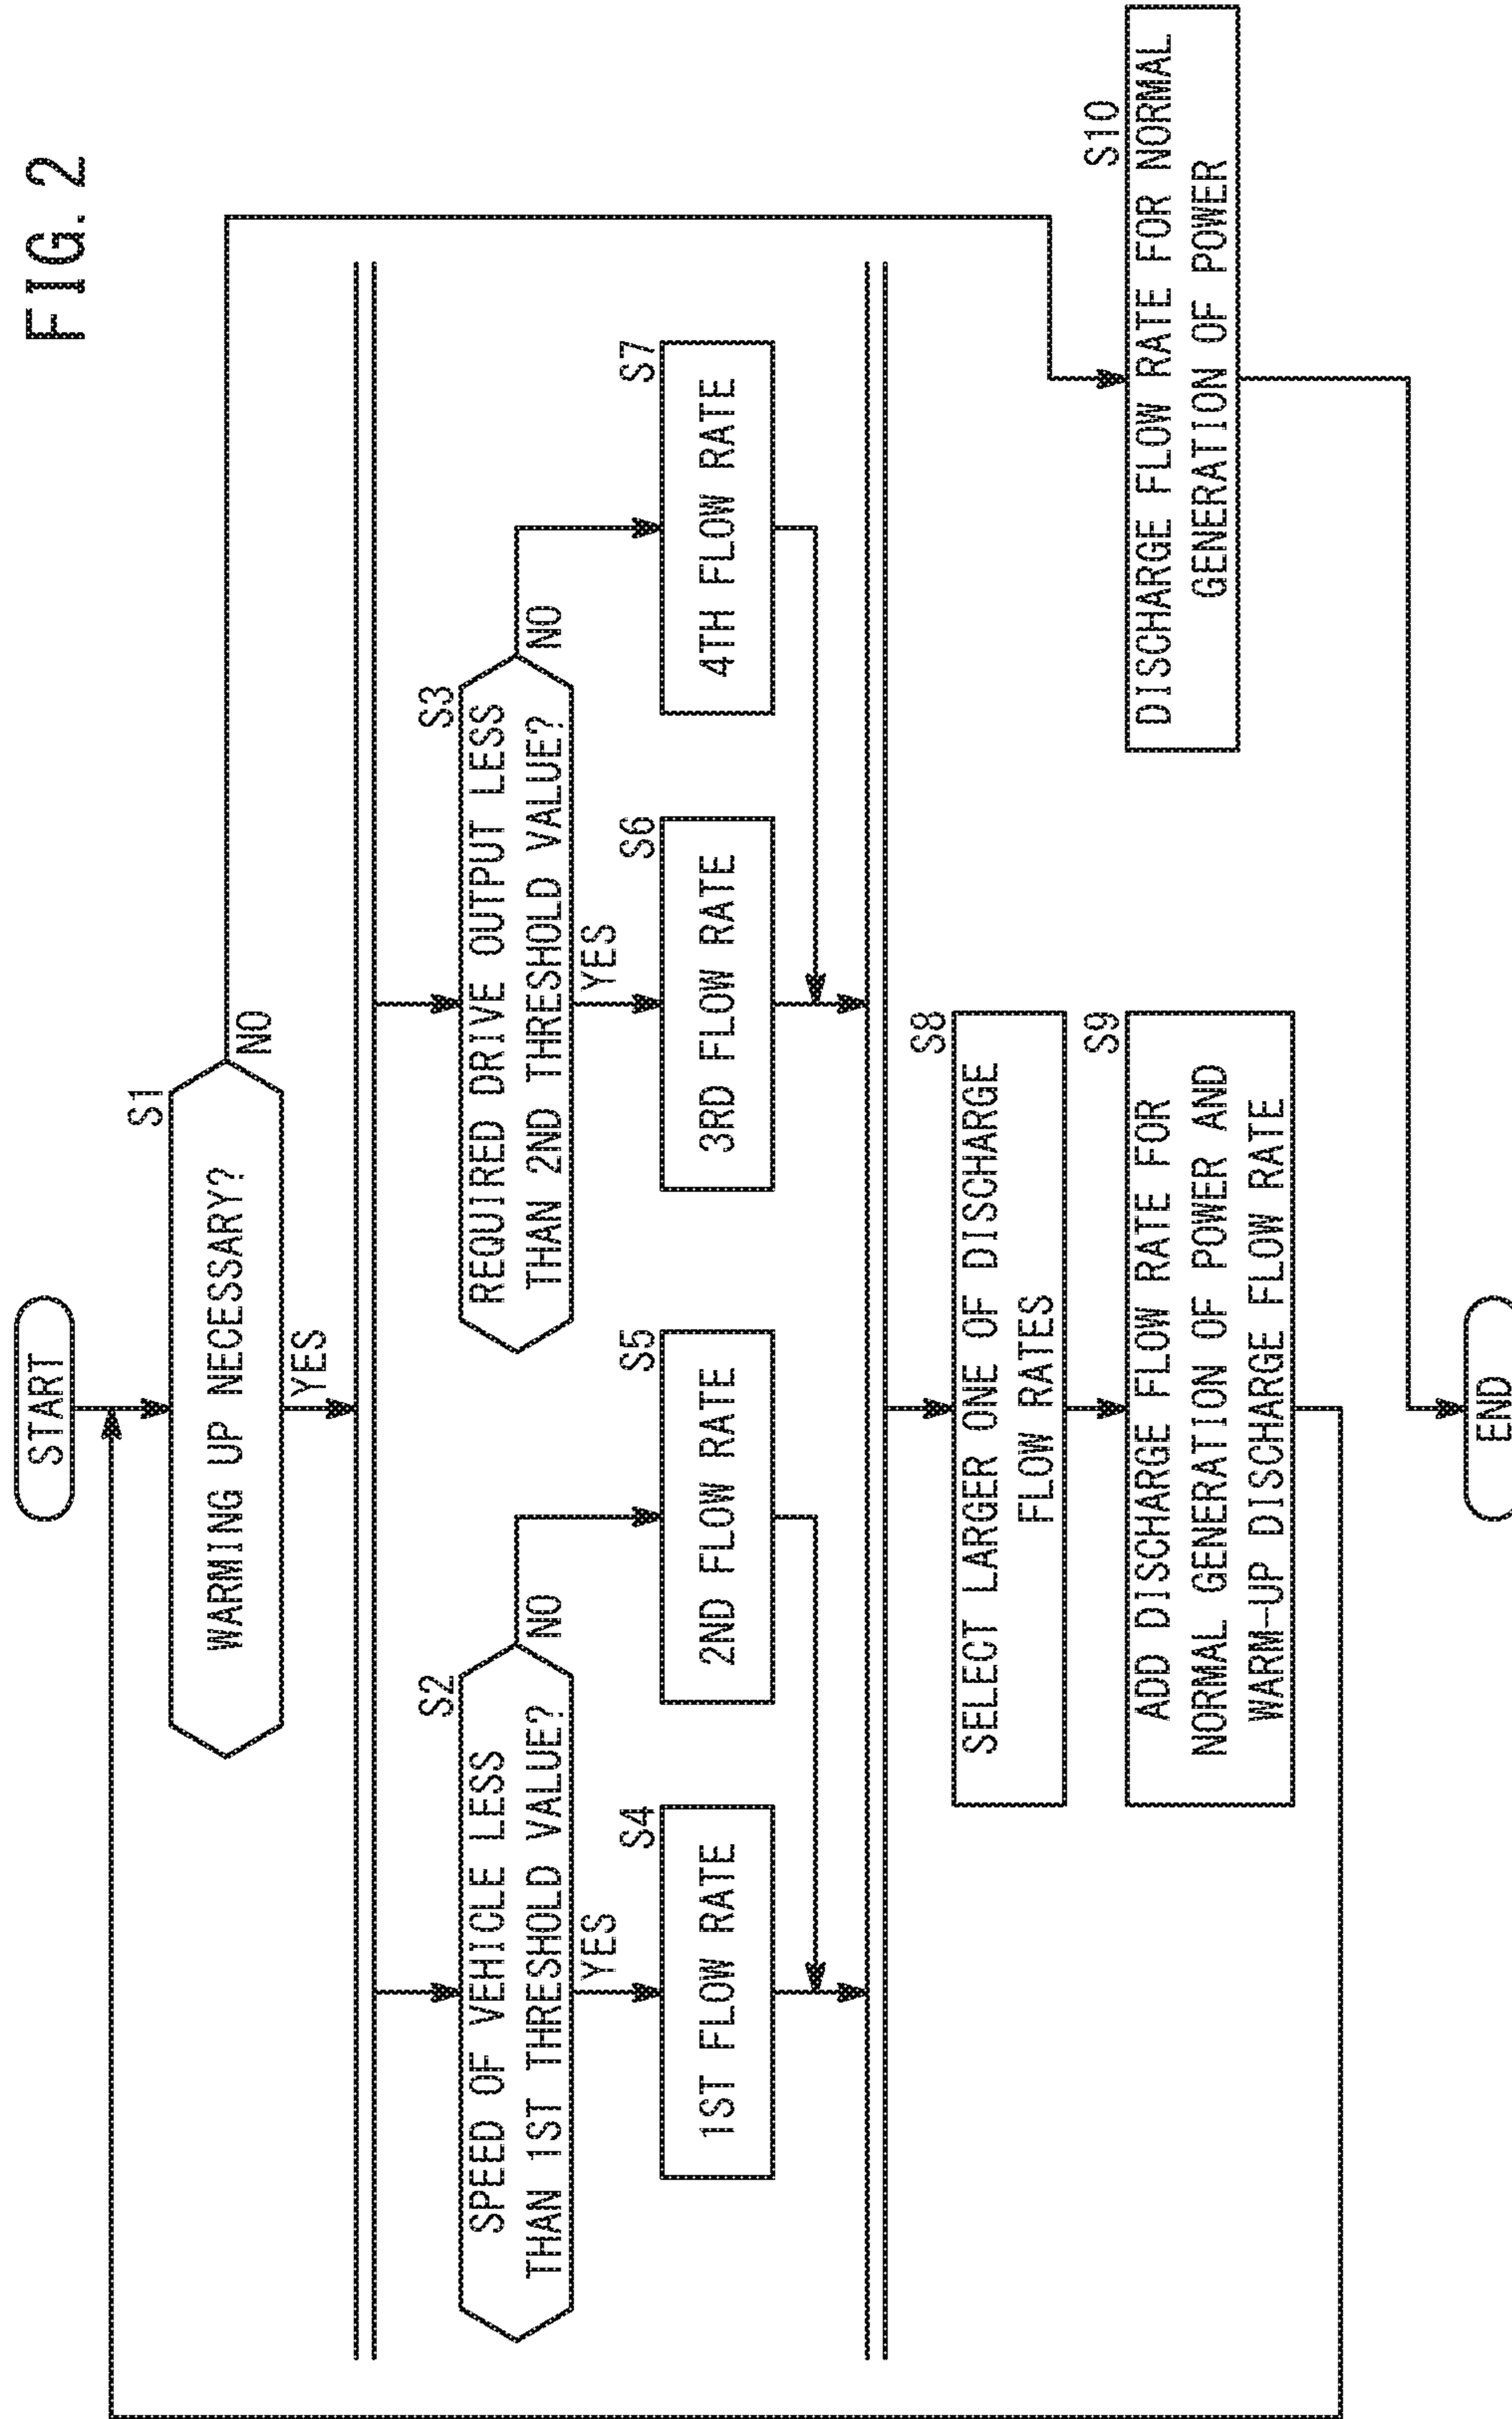 FIG. 2
START
S1
WARMING UP NECESSARY?
NO
YES
S2
SPEED OF VEHICLE LESS
THAN 1ST THRESHOLD VALUE?
NO
YES
S3
REQUIRED DRIVE OUTPUT LESS
THAN 2ND THRESHOLD VALUE?
NO
YES
S4
1ST FLOW RATE
S5
2ND FLOW RATE
S6
3RD FLOW RATE
S7
4TH FLOW RATE
S8
SELECT LARGER ONE OF DISCHARGE
FLOW RATES
S9
ADD DISCHARGE FLOW RATE FOR
NORMAL GENERATION OF POWER AND
WARM-UP DISCHARGE FLOW RATE
S10
DISCHARGE FLOW RATE FOR NORMAL
GENERATION OF POWER
END